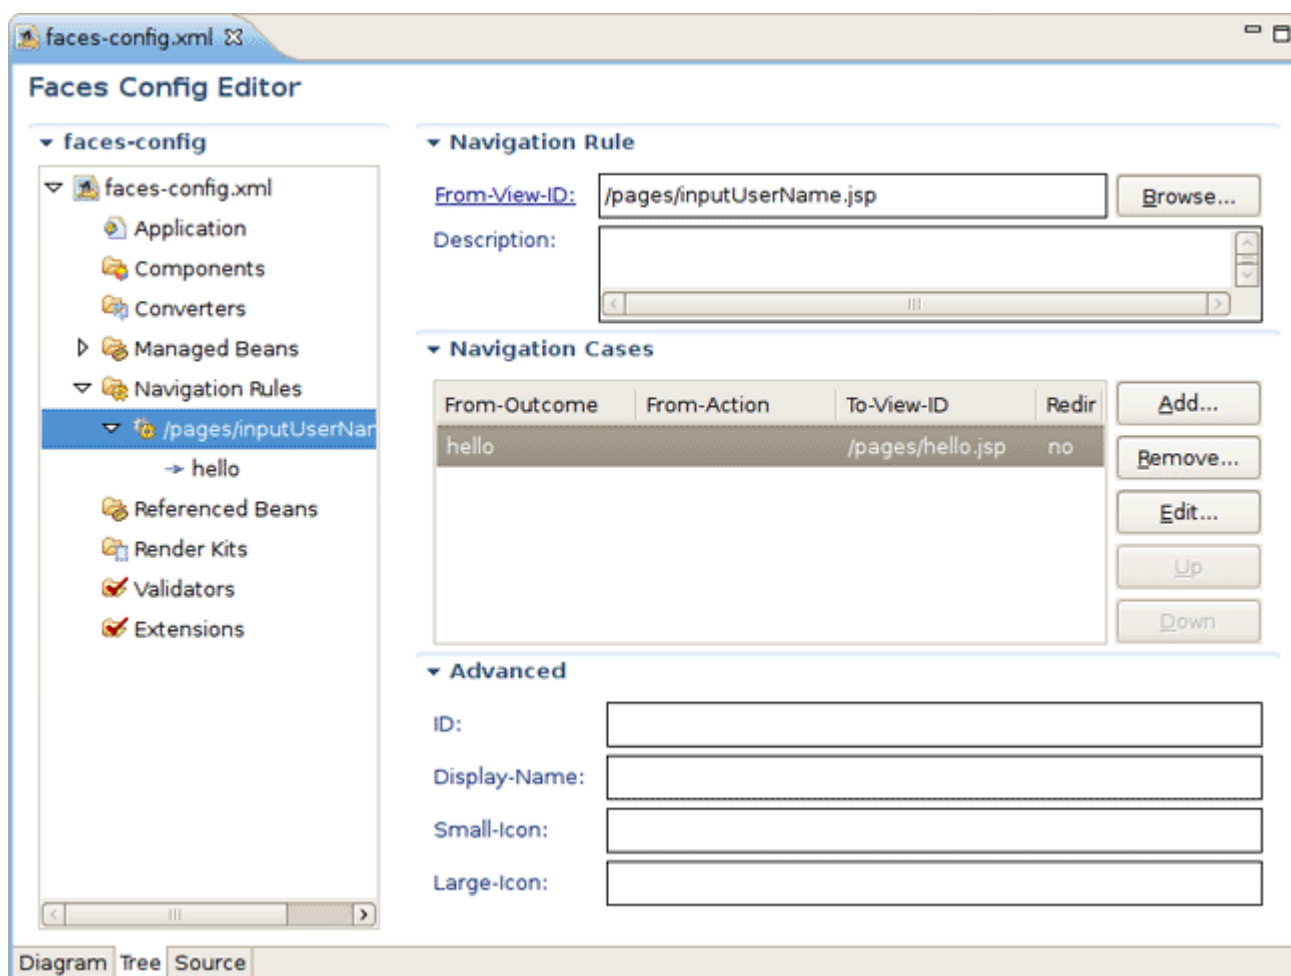 faces-config.xml
Faces Config Editor
faces-config
faces-config.xml
Application
Components
Converters
Managed Beans
Navigation Rules
/pages/inputUserNar
hello
Referenced Beans
Render Kits
Validators
Extensions
Navigation Rule
From-View-ID: /pages/inputUserName.jsp Browse...
Description:
Navigation Cases
From-Outcome From-Action To-View-ID Redir
hello /pages/hello.jsp no
Add...
Remove...
Edit...
Up
Down
Advanced
ID:
Display-Name:
Small-Icon:
Large-Icon:
Diagram Tree Source